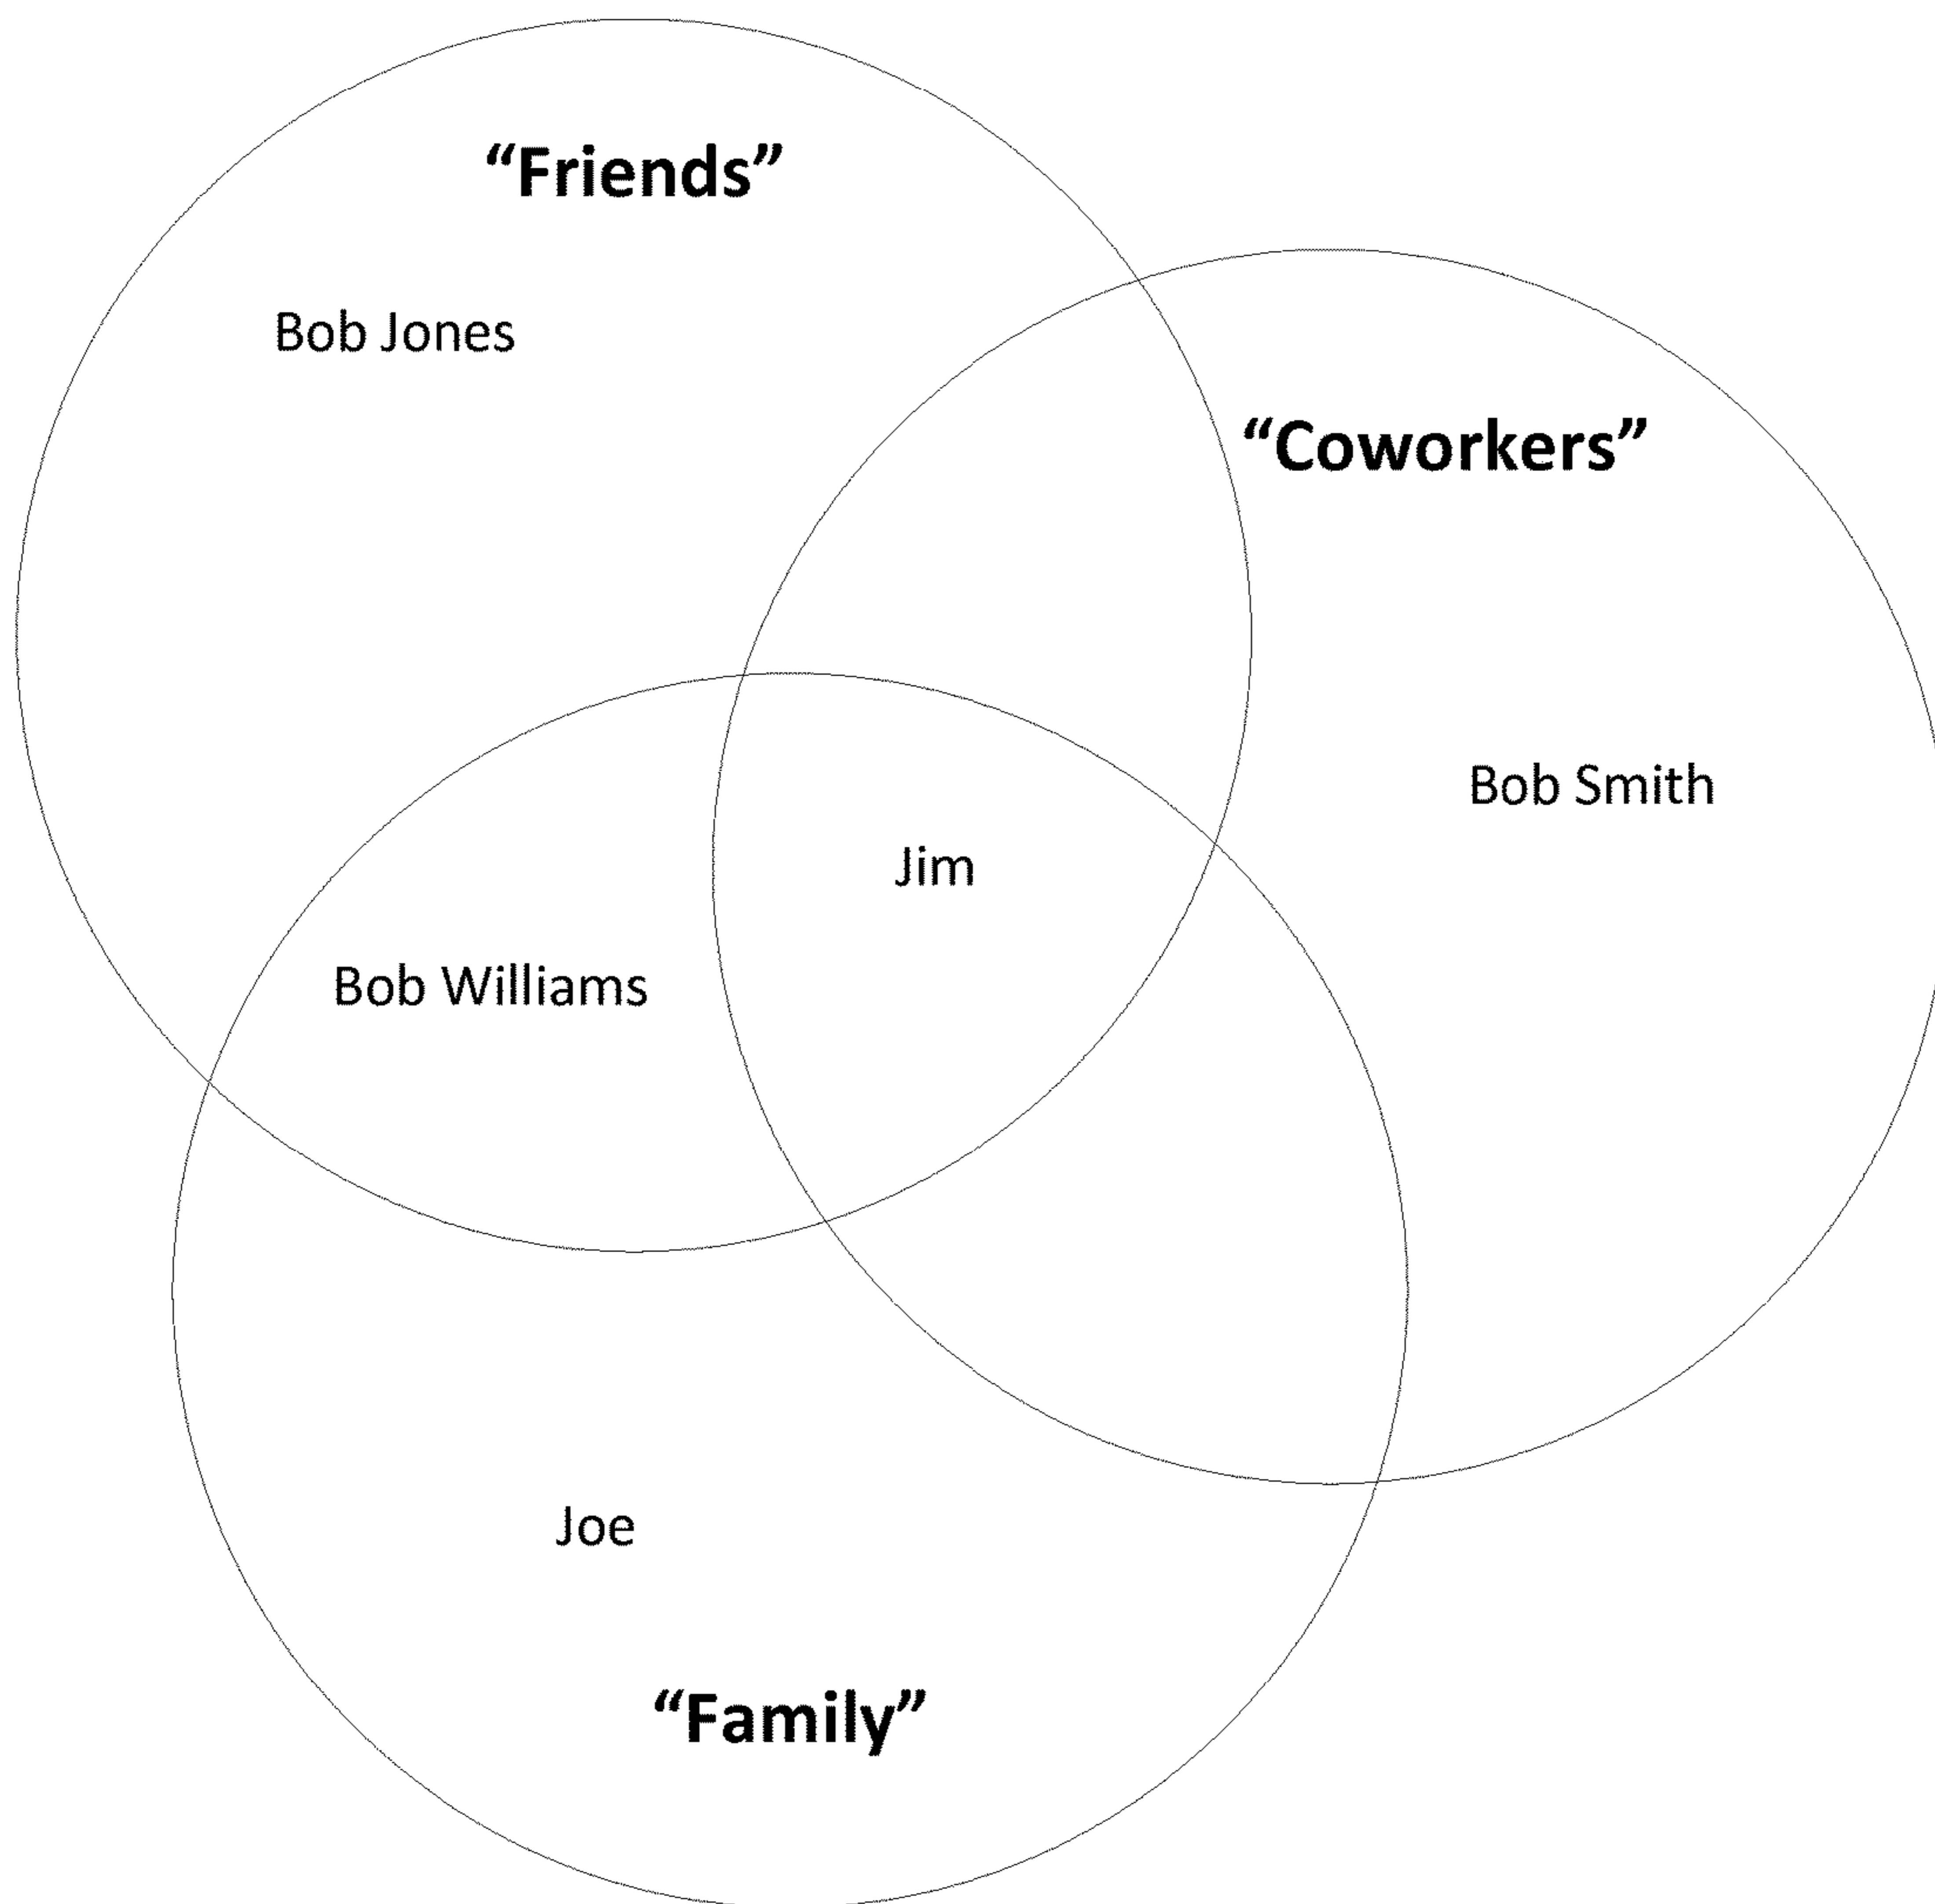 “Friends”
Bob Jones
“Coworkers”
Bob Smith
Jim
Bob Williams
Joe
“Family”